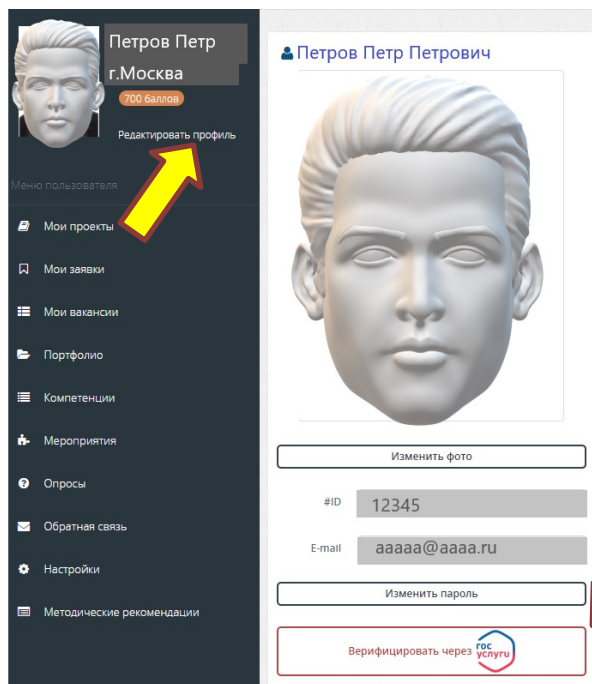 Петров Петр
г.Москва
700 баллов
Редактировать профиль
Меню пользователя
Мои проекты
Мои заявки
Мои вакансии
Портфолио
Компетенции
Мероприятия
Опросы
Обратная связь
Настройки
Методические рекомендации
Петров Петр Петрович
Изменить фото
#ID 12345
E-mail aaaaa@aaaa.ru
Изменить пароль
Верифицировать через гос
услуги